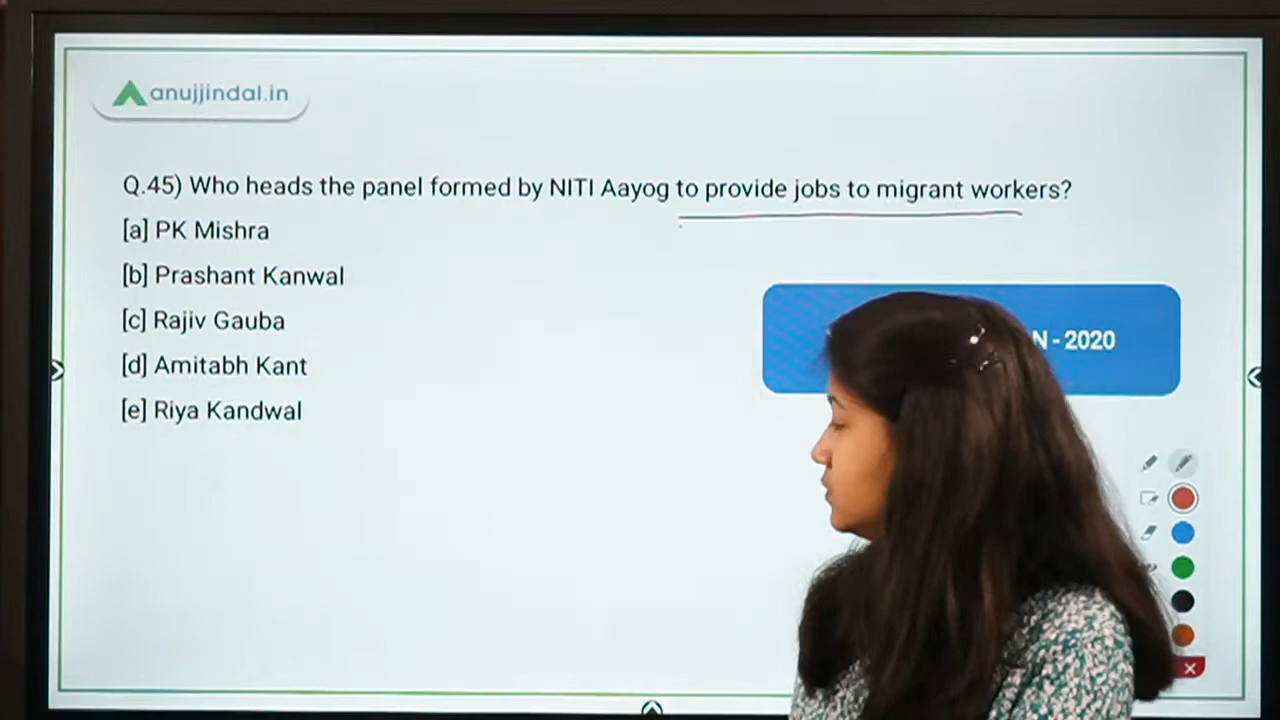 anujjindal.in
Q.45) Who heads the panel formed by NITI Aayog to provide jobs to migrant workers?
[a] PK Mishra
[b] Prashant Kanwal
[c] Rajiv Gauba
[d] Amitabh Kant
[e] Riya Kandwal
- 2020